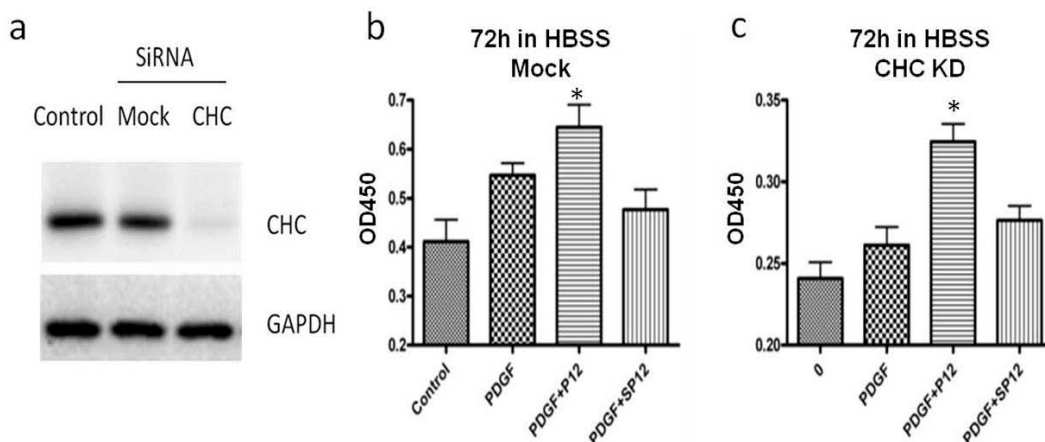 a
SiRNA
Control Mock CHC
CHC
GAPDH
b
72h in HBSS
Mock
*
0.7
0.6
0.5
0.4
0.3
0.2
OD450
Control
PDGF
PDGF+P12
PDGF+SP12
c
72h in HBSS
CHC KD
*
0.35
0.30
0.25
0.20
OD450
0
PDGF
PDGF+P12
PDGF+SP12